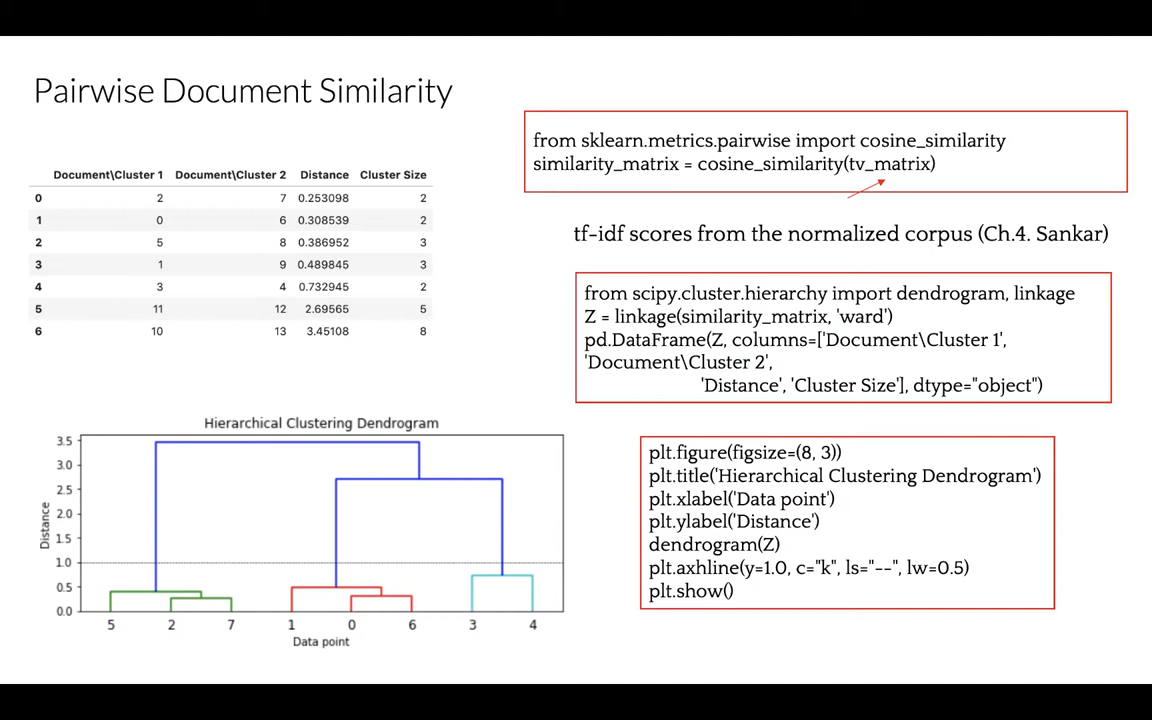 Pairwise Document Similarity
from sklearn.metrics.pairwise import cosine_similarity
similarity_matrix = cosine_similarity(tv_matrix)
tf-idf scores from the normalized corpus (Ch.4. Sankar)
Document\Cluster 1 Document\Cluster 2 Distance Cluster Size
0 2 7 0.253098 2
1 0 6 0.308539 2
2 5 8 0.386952 3
3 1 9 0.489845 3
4 3 4 0.732945 2
5 11 12 2.69565 5
6 10 13 3.45108 8
from scipy.cluster.hierarchy import dendrogram, linkage
Z = linkage(similarity_matrix, 'ward')
pd.DataFrame(Z, columns=['Document\Cluster 1',
'Document\Cluster 2',
'Distance', 'Cluster Size'], dtype="object")
Hierarchical Clustering Dendrogram
3.5
3.0
2.5
2.0
1.5
1.0
0.5
0.0
Distance
5 2 7 1 0 6 3 4
Data point
plt.figure(figsize=(8, 3))
plt.title('Hierarchical Clustering Dendrogram')
plt.xlabel('Data point')
plt.ylabel('Distance')
dendrogram(Z)
plt.axhline(y=1.0, c="k", ls="--", lw=0.5)
plt.show()